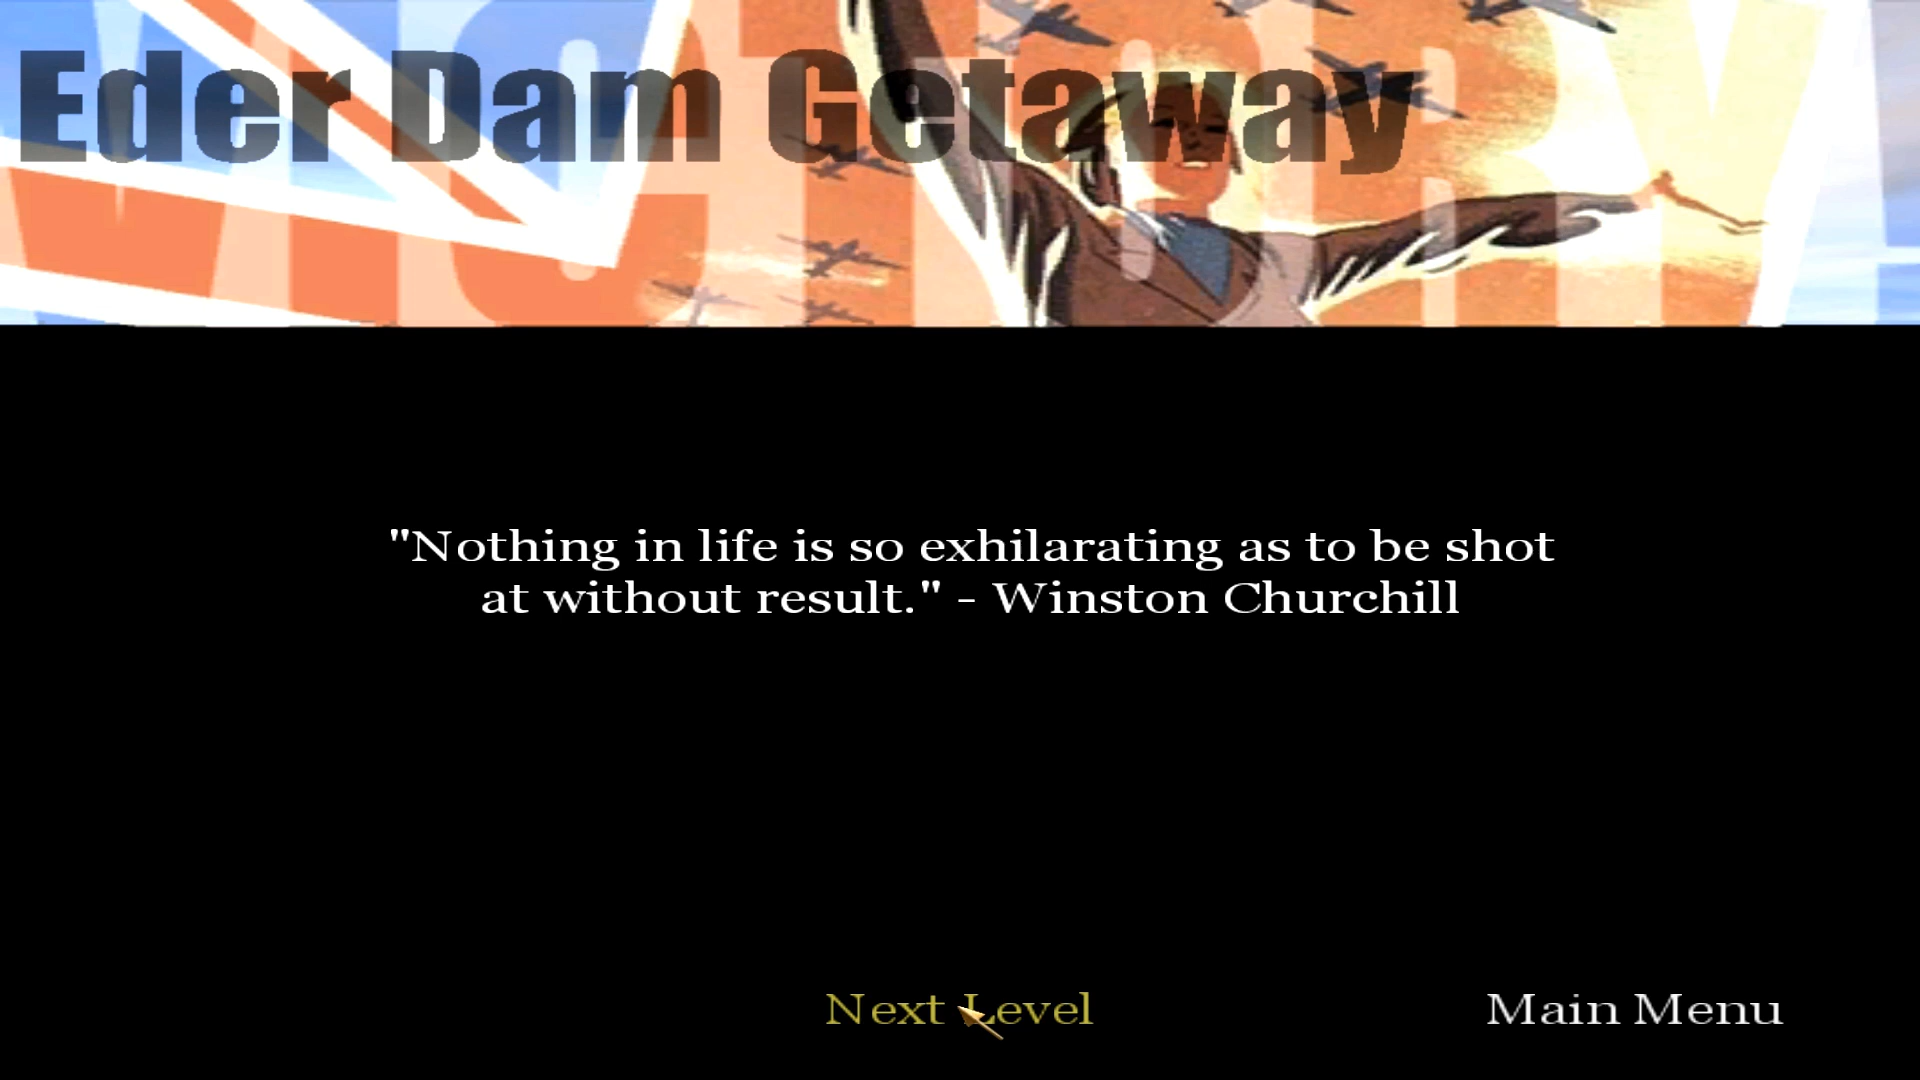 VICTORY
Eder Dam Getaway
"Nothing in life is so exhilarating as to be shot
at without result." - Winston Churchill
Next Level
Main Menu